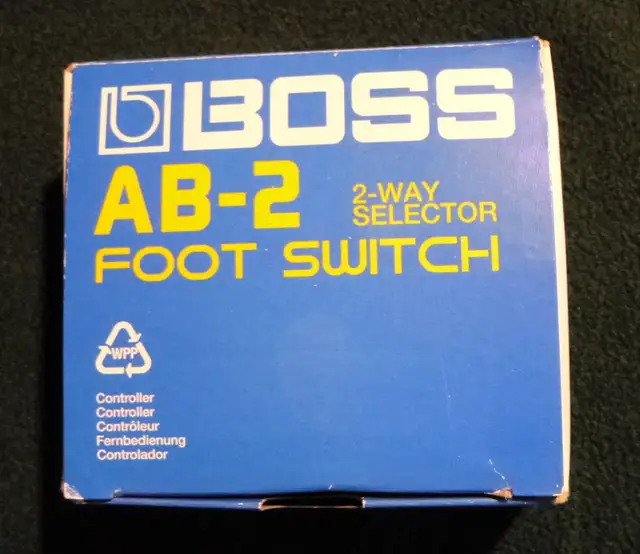 BOSS
AB-2 2-WAY SELECTOR
FOOT SWITCH
WPP
Controller
Controller
Contrôleur
Fernbedienung
Controlador